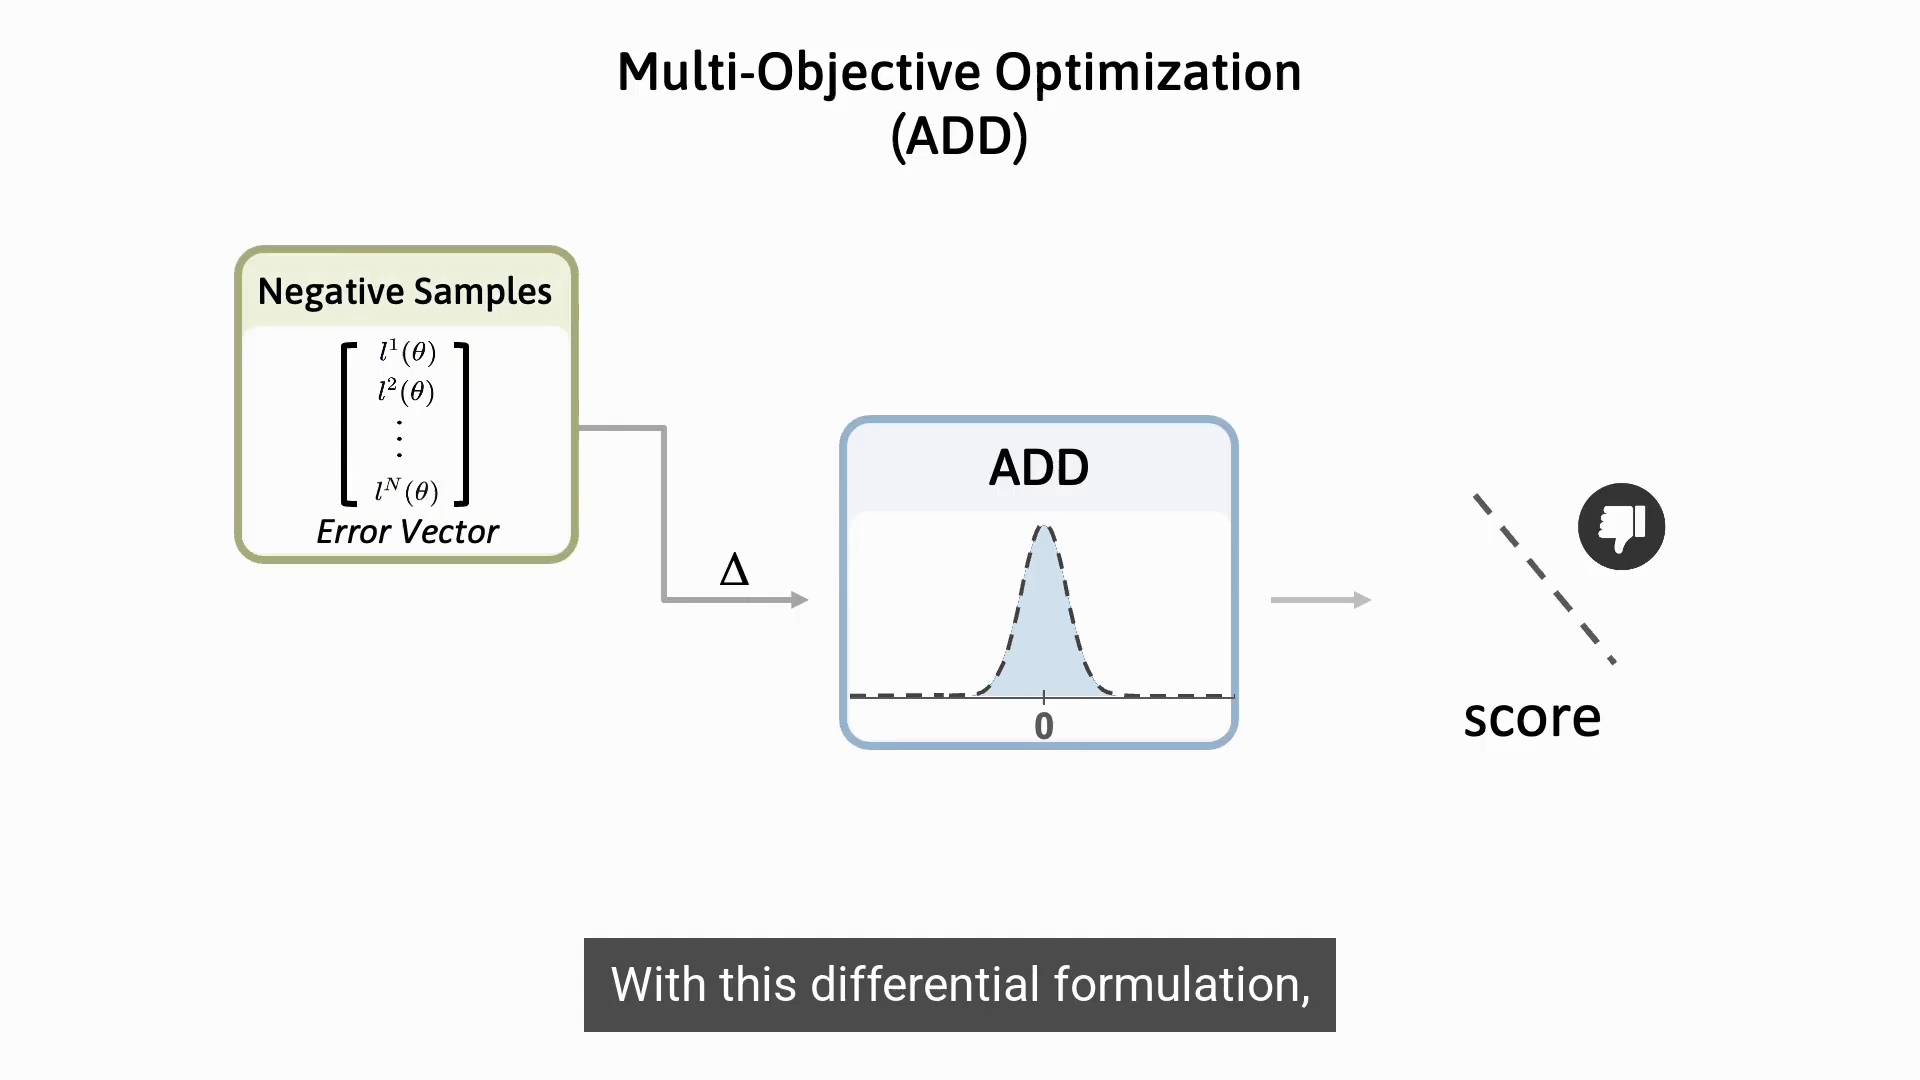 Multi-Objective Optimization
(ADD)
Negative Samples
l¹(θ)
l²(θ)
⋮
lᴺ(θ)
Error Vector
Δ
ADD
0
score
With this differential formulation,